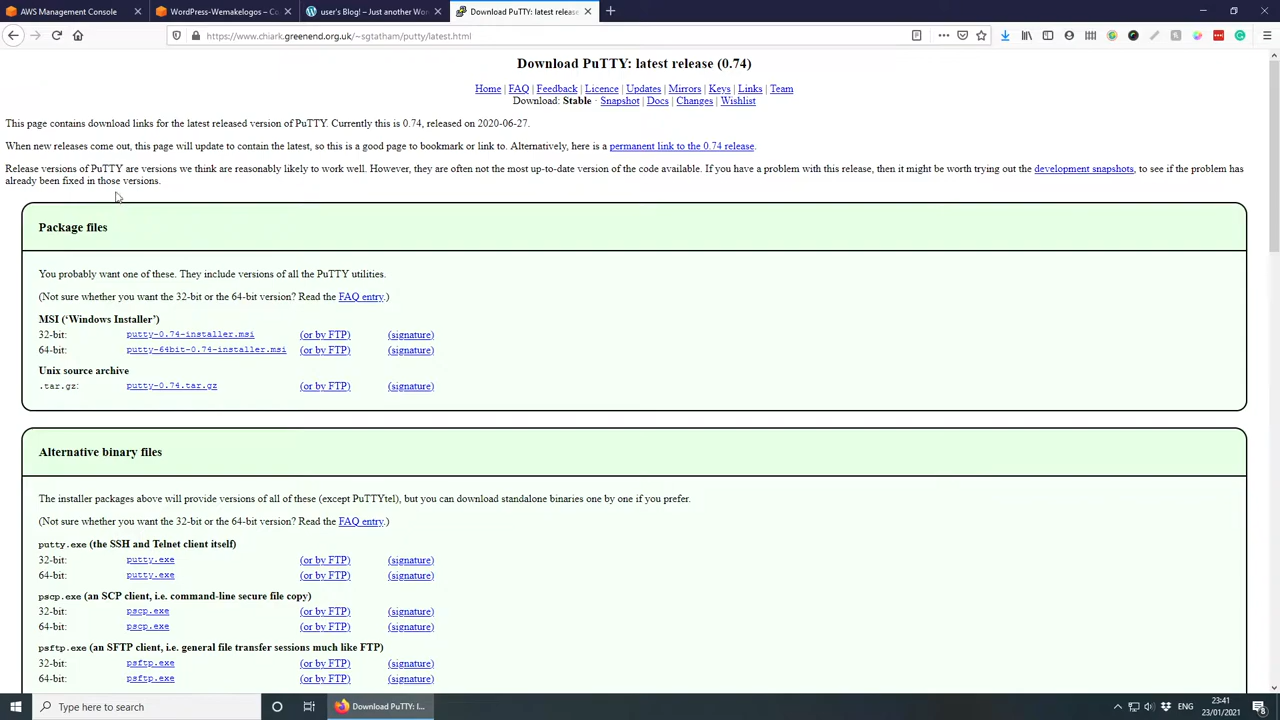 AWS Management Console
WordPress-Wemakelogos – Co
user's Blog! – Just another Wor
Download PuTTY: latest release
https://www.chiark.greenend.org.uk/~sgtatham/putty/latest.html
Download PuTTY: latest release (0.74)
Home | FAQ | Feedback | Licence | Updates | Mirrors | Keys | Links | Team
Download: Stable · Snapshot | Docs | Changes | Wishlist
This page contains download links for the latest released version of PuTTY. Currently this is 0.74, released on 2020-06-27.
When new releases come out, this page will update to contain the latest, so this is a good page to bookmark or link to. Alternatively, here is a permanent link to the 0.74 release.
Release versions of PuTTY are versions we think are reasonably likely to work well. However, they are often not the most up-to-date version of the code available. If you have a problem with this release, then it might be worth trying out the development snapshots, to see if the problem has
already been fixed in those versions.
Package files
You probably want one of these. They include versions of all the PuTTY utilities.
(Not sure whether you want the 32-bit or the 64-bit version? Read the FAQ entry.)
MSI (‘Windows Installer’)
32-bit: putty-0.74-installer.msi (or by FTP) (signature)
64-bit: putty-64bit-0.74-installer.msi (or by FTP) (signature)
Unix source archive
.tar.gz: putty-0.74.tar.gz (or by FTP) (signature)
Alternative binary files
The installer packages above will provide versions of all of these (except PuTTYtel), but you can download standalone binaries one by one if you prefer.
(Not sure whether you want the 32-bit or the 64-bit version? Read the FAQ entry.)
putty.exe (the SSH and Telnet client itself)
32-bit: putty.exe (or by FTP) (signature)
64-bit: putty.exe (or by FTP) (signature)
pscp.exe (an SCP client, i.e. command-line secure file copy)
32-bit: pscp.exe (or by FTP) (signature)
64-bit: pscp.exe (or by FTP) (signature)
psftp.exe (an SFTP client, i.e. general file transfer sessions much like FTP)
32-bit: psftp.exe (or by FTP) (signature)
64-bit: psftp.exe (or by FTP) (signature)
Type here to search
Download PuTTY: l...
ENG
23:41
23/01/2021
8